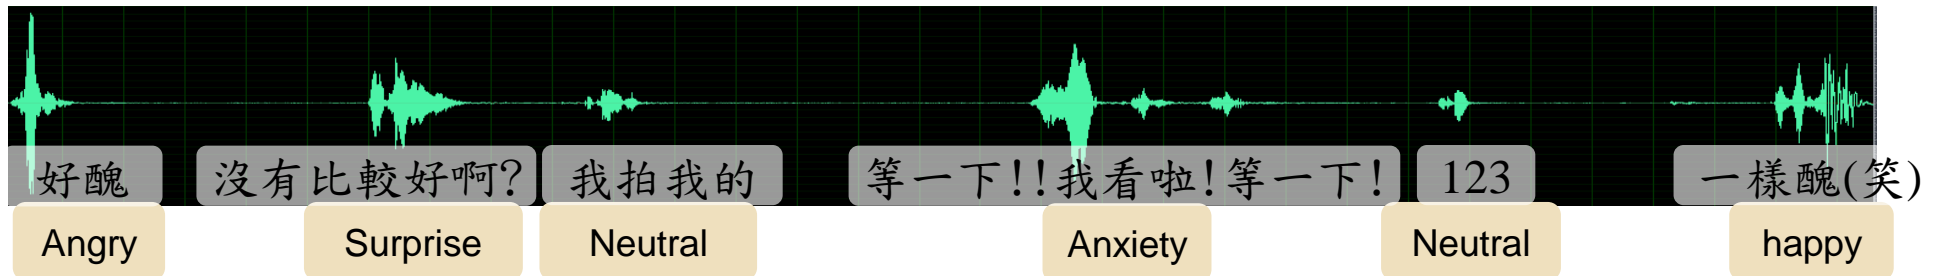 好醜 沒有比較好啊? 我拍我的 等一下!!我看啦!等一下! 123 一樣醜(笑)
Angry Surprise Neutral Anxiety Neutral happy